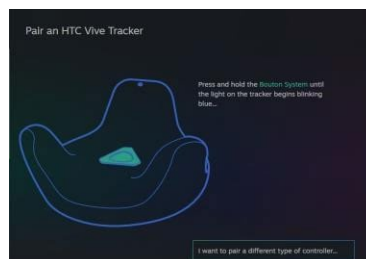 Pair an HTC Vive Tracker
Press and hold the Bouton System until
the light on the tracker begins blinking
blue...
I want to pair a different type of controller...